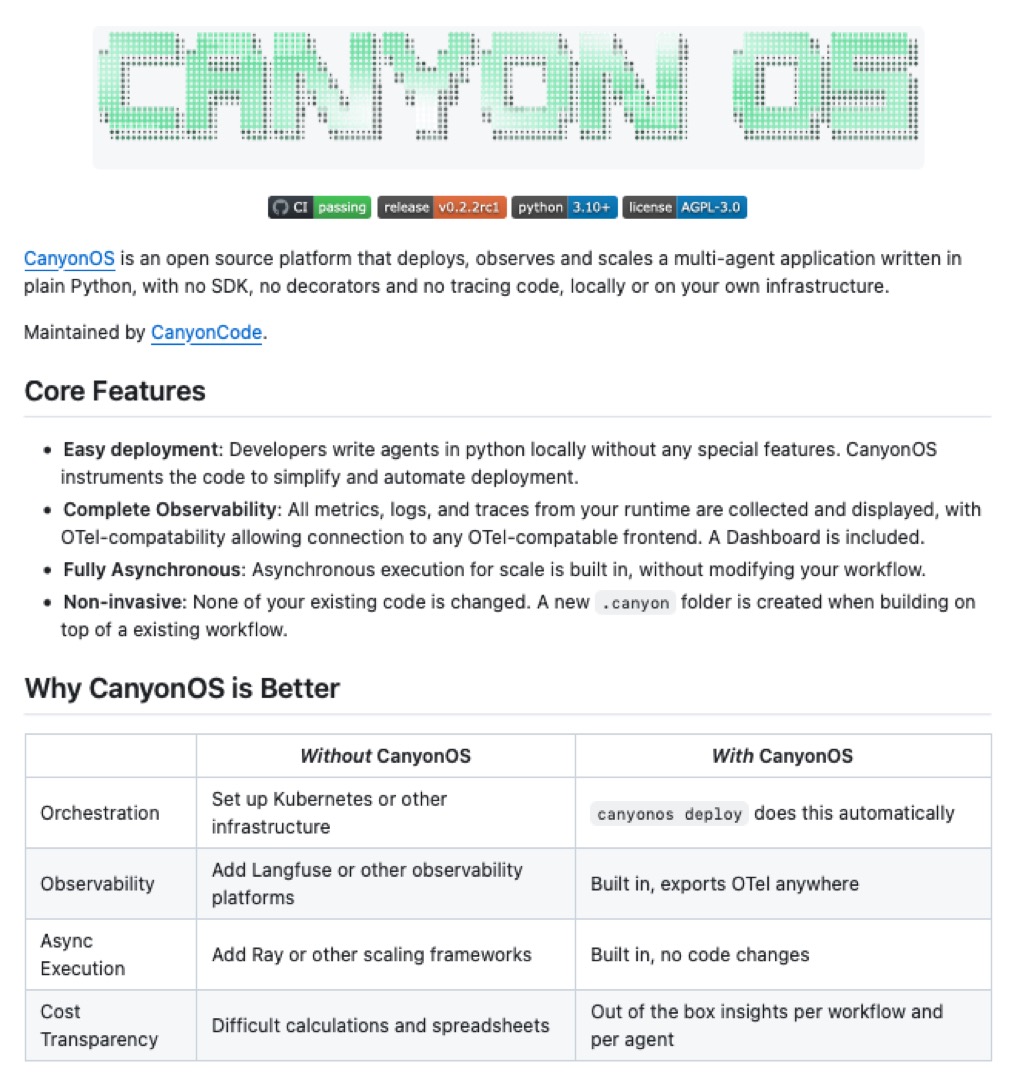 CANYON OS
CI passing release v0.2.2rc1 python 3.10+ license AGPL-3.0
CanyonOS is an open source platform that deploys, observes and scales a multi-agent application written in
plain Python, with no SDK, no decorators and no tracing code, locally or on your own infrastructure.
Maintained by CanyonCode.
Core Features
• Easy deployment: Developers write agents in python locally without any special features. CanyonOS
instruments the code to simplify and automate deployment.
• Complete Observability: All metrics, logs, and traces from your runtime are collected and displayed, with
OTel-compatability allowing connection to any OTel-compatable frontend. A Dashboard is included.
• Fully Asynchronous: Asynchronous execution for scale is built in, without modifying your workflow.
• Non-invasive: None of your existing code is changed. A new .canyon folder is created when building on
top of a existing workflow.
Why CanyonOS is Better
Without CanyonOS
With CanyonOS
Orchestration
Set up Kubernetes or other
infrastructure
canyonos deploy does this automatically
Observability
Add Langfuse or other observability
platforms
Built in, exports OTel anywhere
Async
Execution
Add Ray or other scaling frameworks
Built in, no code changes
Cost
Transparency
Difficult calculations and spreadsheets
Out of the box insights per workflow and
per agent